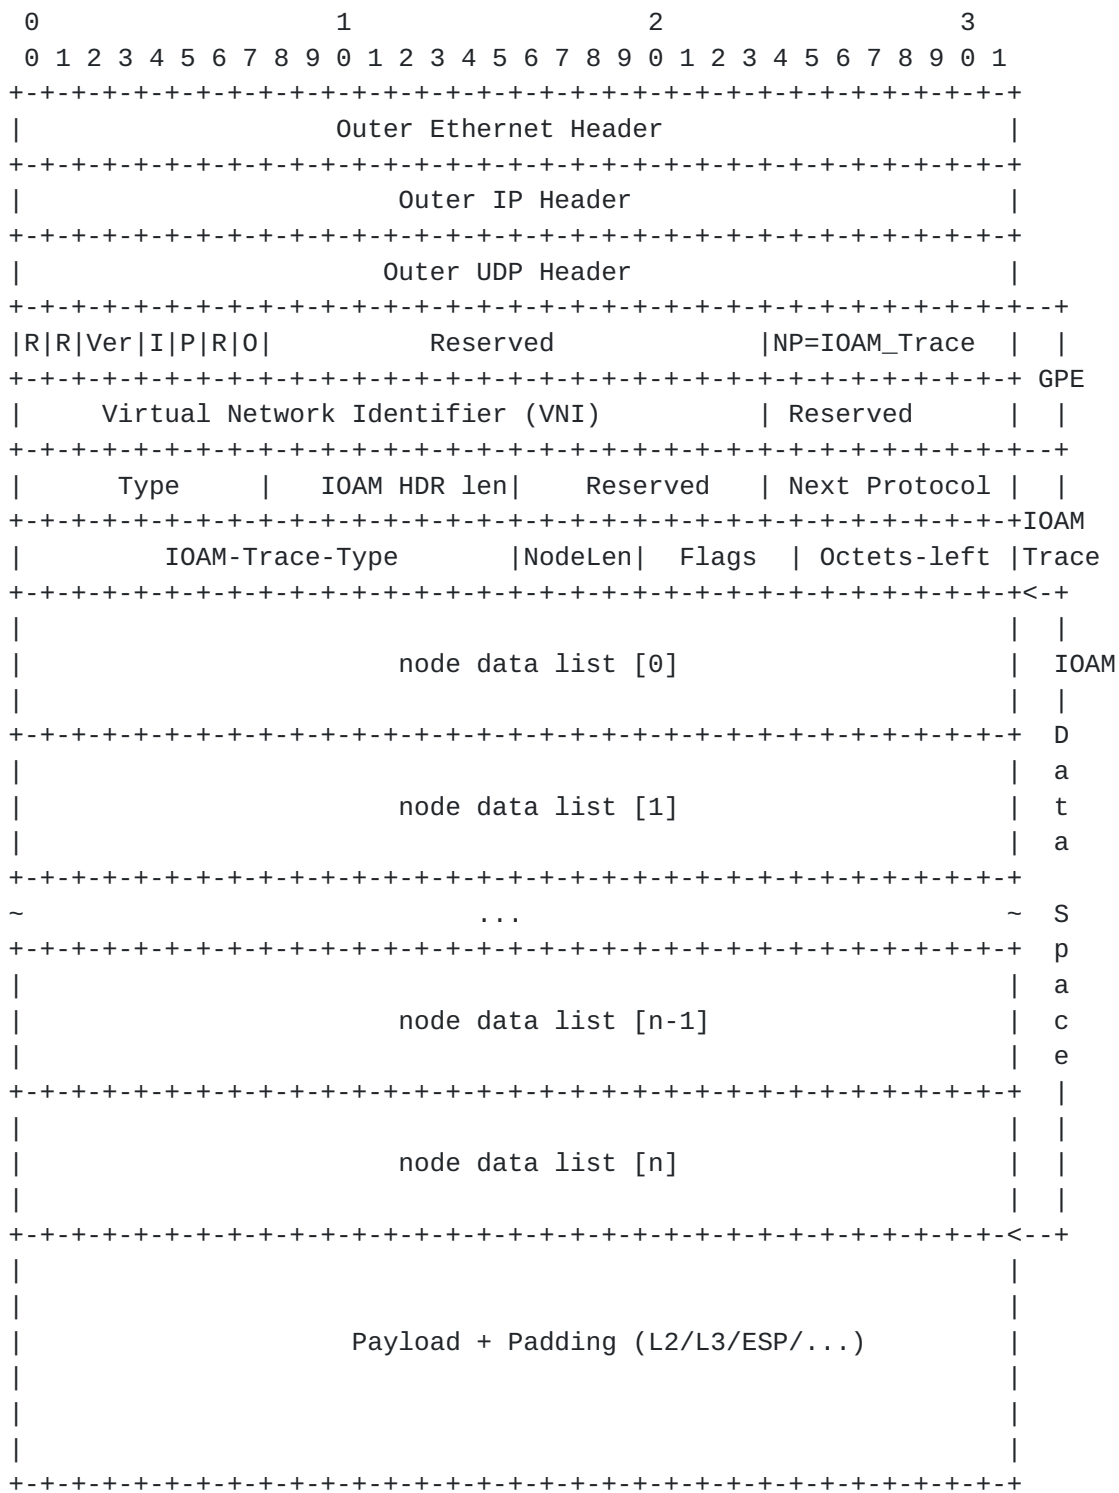 0                   1                   2                   3
 0 1 2 3 4 5 6 7 8 9 0 1 2 3 4 5 6 7 8 9 0 1 2 3 4 5 6 7 8 9 0 1
+-+-+-+-+-+-+-+-+-+-+-+-+-+-+-+-+-+-+-+-+-+-+-+-+-+-+-+-+-+-+-+-+
|                    Outer Ethernet Header                      |
+-+-+-+-+-+-+-+-+-+-+-+-+-+-+-+-+-+-+-+-+-+-+-+-+-+-+-+-+-+-+-+-+
|                        Outer IP Header                        |
+-+-+-+-+-+-+-+-+-+-+-+-+-+-+-+-+-+-+-+-+-+-+-+-+-+-+-+-+-+-+-+-+
|                       Outer UDP Header                        |
+-+-+-+-+-+-+-+-+-+-+-+-+-+-+-+-+-+-+-+-+-+-+-+-+-+-+-+-+-+-+-+-+--+
|R|R|Ver|I|P|R|O|          Reserved             |NP=IOAM_Trace  |  |
+-+-+-+-+-+-+-+-+-+-+-+-+-+-+-+-+-+-+-+-+-+-+-+-+-+-+-+-+-+-+-+-+ GPE
|     Virtual Network Identifier (VNI)          | Reserved      |  |
+-+-+-+-+-+-+-+-+-+-+-+-+-+-+-+-+-+-+-+-+-+-+-+-+-+-+-+-+-+-+-+-+--+
|      Type     |   IOAM HDR len|    Reserved   | Next Protocol |  |
+-+-+-+-+-+-+-+-+-+-+-+-+-+-+-+-+-+-+-+-+-+-+-+-+-+-+-+-+-+-+-+-+IOAM
|         IOAM-Trace-Type       |NodeLen|  Flags  | Octets-left |Trace
+-+-+-+-+-+-+-+-+-+-+-+-+-+-+-+-+-+-+-+-+-+-+-+-+-+-+-+-+-+-+-+-+<-+
|                                                               |  |
|                        node data list [0]                     |  IOAM
|                                                               |  |
+-+-+-+-+-+-+-+-+-+-+-+-+-+-+-+-+-+-+-+-+-+-+-+-+-+-+-+-+-+-+-+-+  D
|                                                               |  a
|                        node data list [1]                     |  t
|                                                               |  a
+-+-+-+-+-+-+-+-+-+-+-+-+-+-+-+-+-+-+-+-+-+-+-+-+-+-+-+-+-+-+-+-+
~                             ...                               ~  S
+-+-+-+-+-+-+-+-+-+-+-+-+-+-+-+-+-+-+-+-+-+-+-+-+-+-+-+-+-+-+-+-+  p
|                                                               |  a
|                        node data list [n-1]                   |  c
|                                                               |  e
+-+-+-+-+-+-+-+-+-+-+-+-+-+-+-+-+-+-+-+-+-+-+-+-+-+-+-+-+-+-+-+-+  |
|                                                               |  |
|                        node data list [n]                     |  |
|                                                               |  |
+-+-+-+-+-+-+-+-+-+-+-+-+-+-+-+-+-+-+-+-+-+-+-+-+-+-+-+-+-+-+-+-<--+
|                                                               |
|                                                               |
|                     Payload + Padding (L2/L3/ESP/...)         |
|                                                               |
|                                                               |
|                                                               |
+-+-+-+-+-+-+-+-+-+-+-+-+-+-+-+-+-+-+-+-+-+-+-+-+-+-+-+-+-+-+-+-+